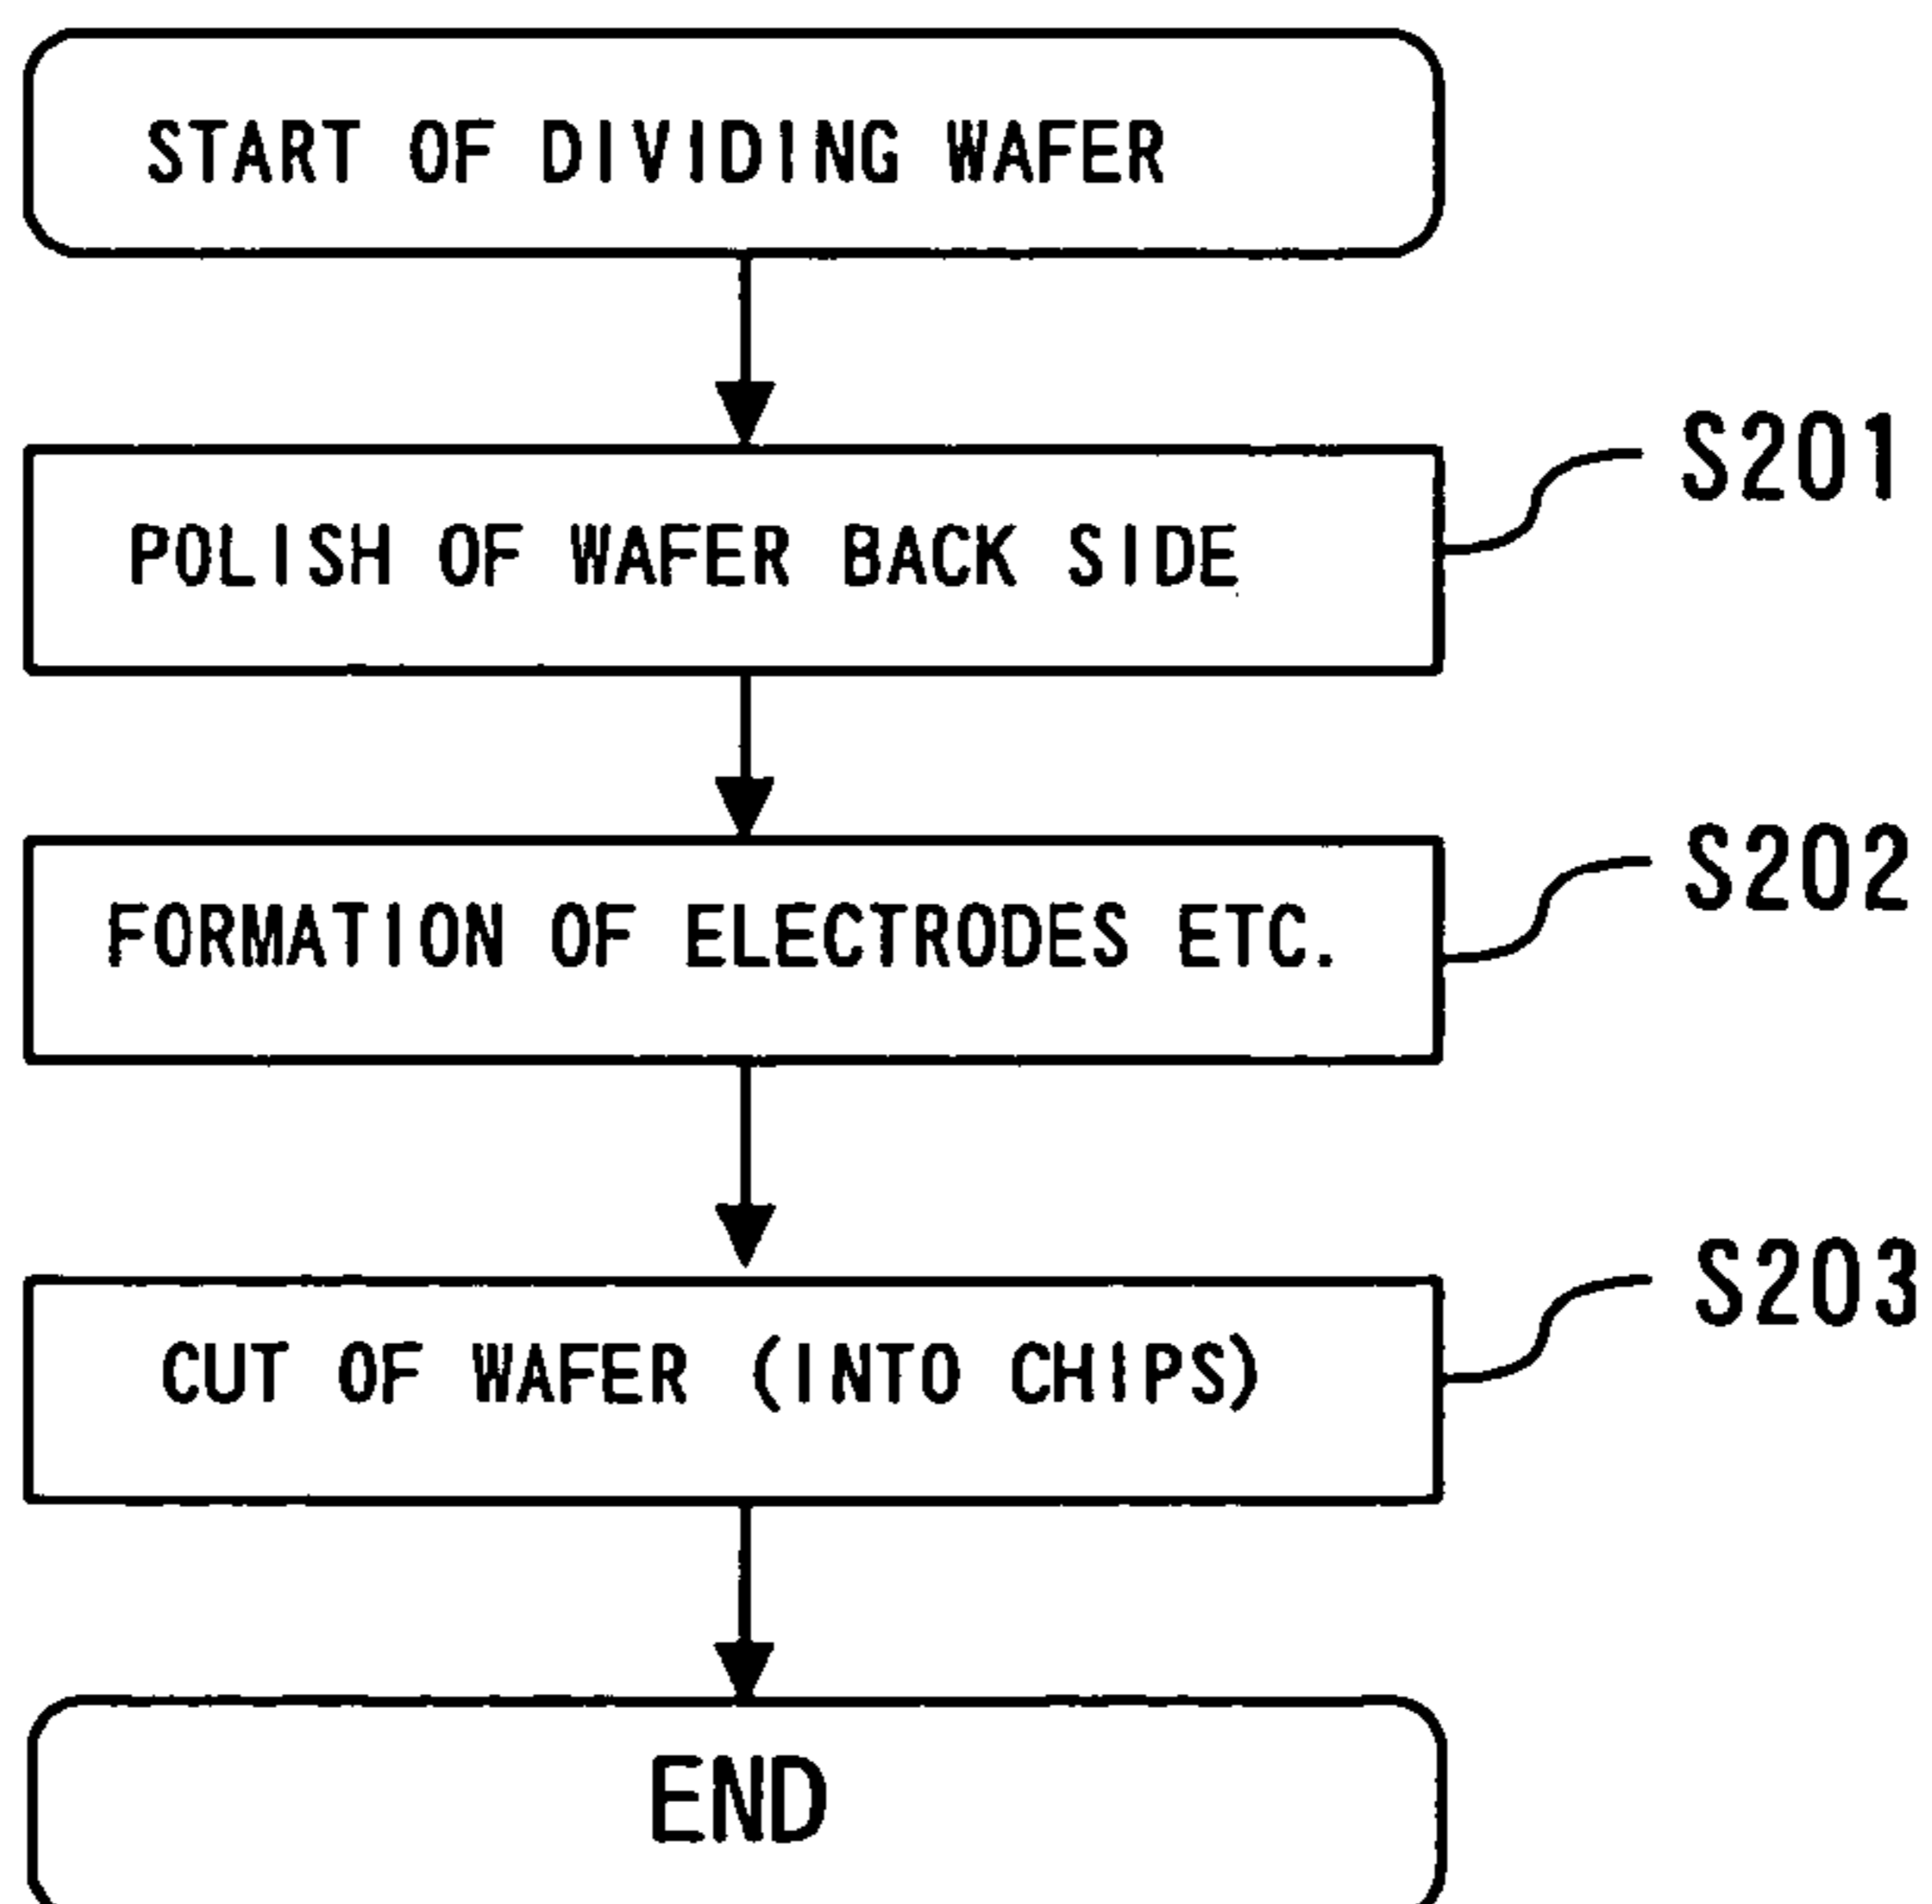 START OF DIVIDING WAFER
S201
POLISH OF WAFER BACK SIDE
S202
FORMATION OF ELECTRODES ETC.
S203
CUT OF WAFER (INTO CHIPS)
END